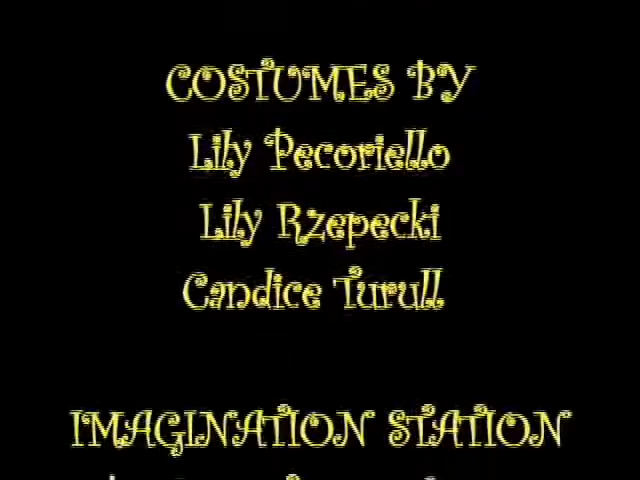 COSTUMES BY
Lily Pecoriello
Lily Rzepecki
Candice Turull
IMAGINATION STATION